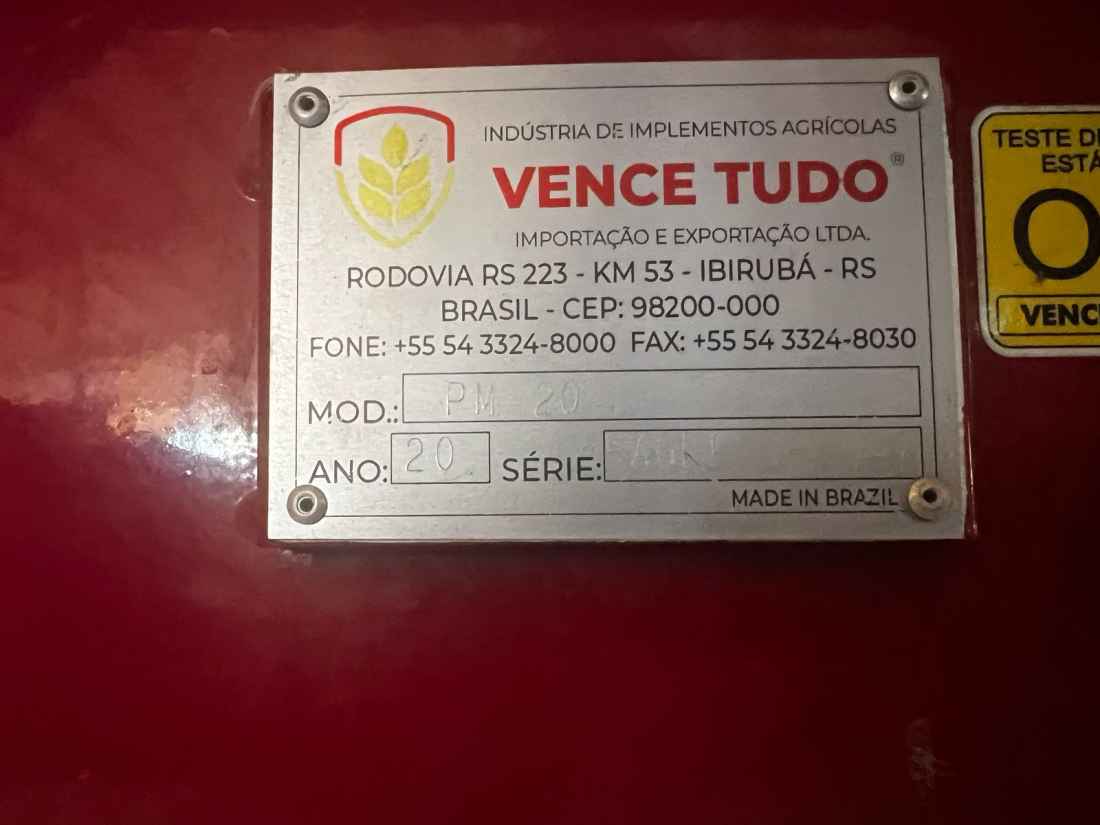 INDÚSTRIA DE IMPLEMENTOS AGRÍCOLAS
VENCE TUDO®
IMPORTAÇÃO E EXPORTAÇÃO LTDA.
RODOVIA RS 223 - KM 53 - IBIRUBÁ - RS
BRASIL - CEP: 98200-000
FONE: +55 54 3324-8000 FAX: +55 54 3324-8030
MOD.: PM 20
ANO: 20 SÉRIE:
MADE IN BRAZIL
TESTE DE